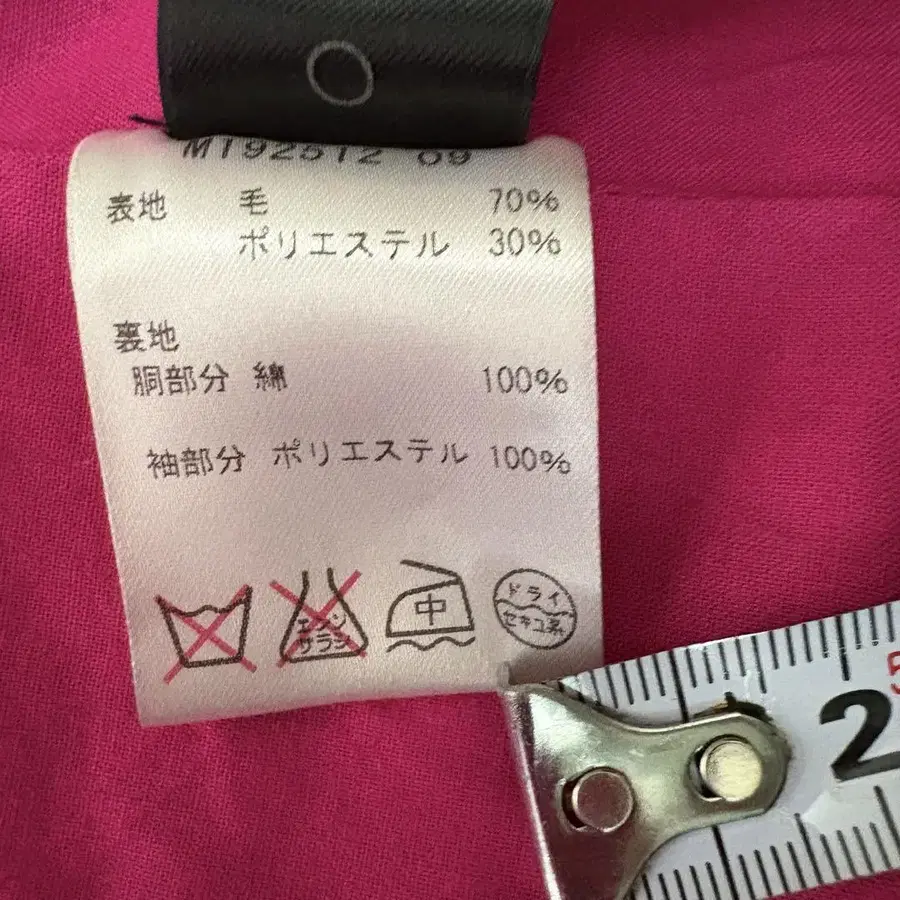 M192512 09
表地 毛 70%
ポリエステル 30%
裏地
胴部分 綿 100%
袖部分 ポリエステル 100%
エンソ
サラシ
中
ドライ
セキユ系
5
2